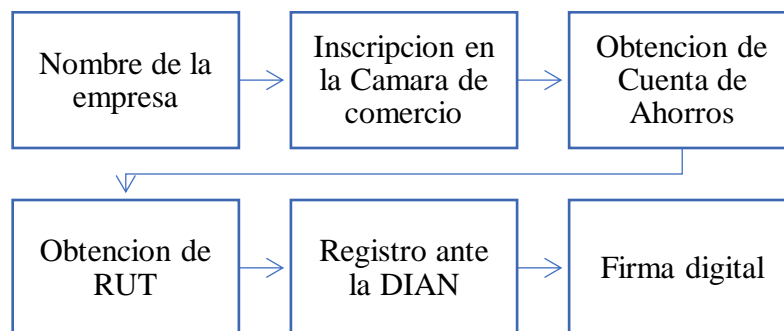 Nombre de la
empresa
Inscripcion en
la Camara de
comercio
Obtencion de
Cuenta de
Ahorros
Obtencion de
RUT
Registro ante
la DIAN
Firma digital